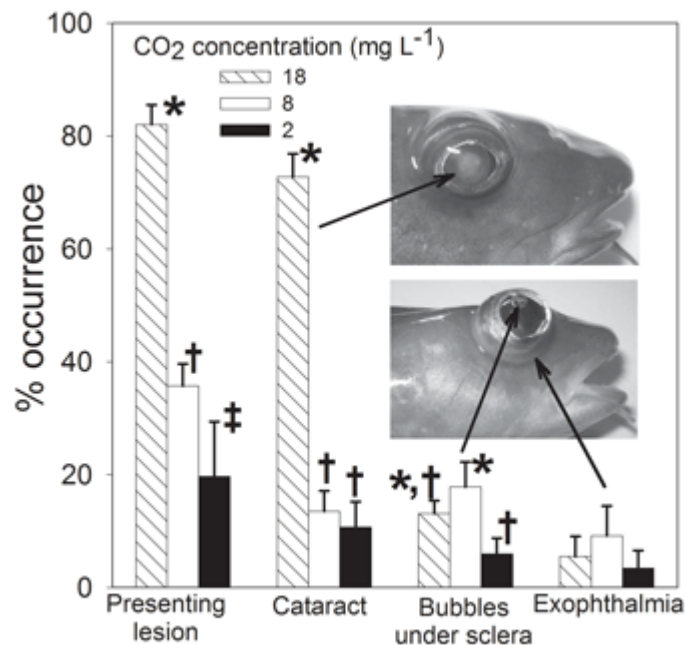 100
80
60
40
20
0
% occurrence
CO2 concentration (mg L-1)
18
8
2
*
*
†
‡
†
†
*,†
*
†
Presenting
lesion
Cataract
Bubbles
under sclera
Exophthalmia